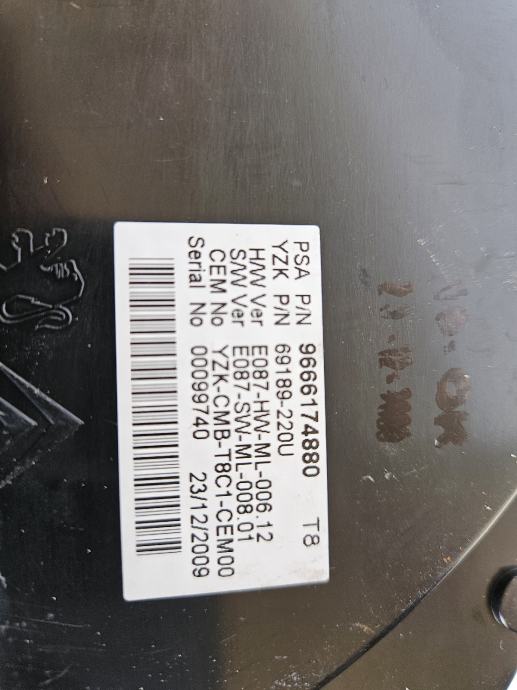 PSA P/N 9666174880 T8
YZK P/N 69189-220U
H/W Ver E087-HW-ML-006.12
S/W Ver E087-SW-ML-008.01
CEM No YZK-CMB-T8C1-CEM00
Serial No 00099740 23/12/2009